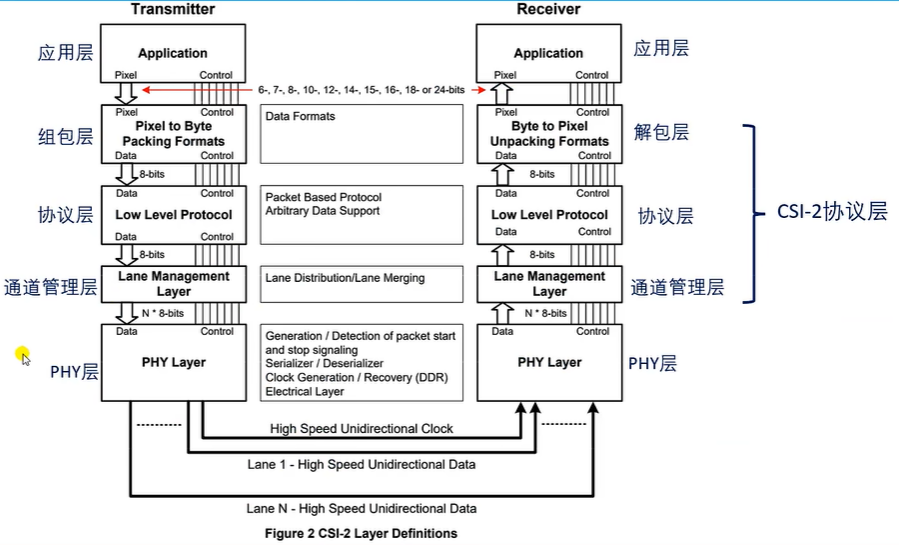 Transmitter
Receiver
应用层
Application
Pixel
Control
Application
Pixel
Control
应用层
6-, 7-, 8-, 10-, 12-, 14-, 15-, 16-, 18- or 24-bits
组包层
Pixel
Control
Pixel to Byte
Packing Formats
Data
Control
Data Formats
Pixel
Control
Byte to Pixel
Unpacking Formats
Data
Control
解包层
8-bits
8-bits
协议层
Data
Control
Low Level Protocol
Data
Control
Packet Based Protocol
Arbitrary Data Support
Data
Control
Low Level Protocol
Data
Control
协议层
CSI-2协议层
8-bits
8-bits
通道管理层
Lane Management
Layer
Lane Distribution/Lane Merging
Lane Management
Layer
通道管理层
N * 8-bits
N * 8-bits
PHY层
Data
Control
PHY Layer
Generation / Detection of packet start
and stop signaling
Serializer / Deserializer
Clock Generation / Recovery (DDR)
Electrical Layer
Data
Control
PHY Layer
PHY层
High Speed Unidirectional Clock
Lane 1 - High Speed Unidirectional Data
Lane N - High Speed Unidirectional Data
Figure 2 CSI-2 Layer Definitions